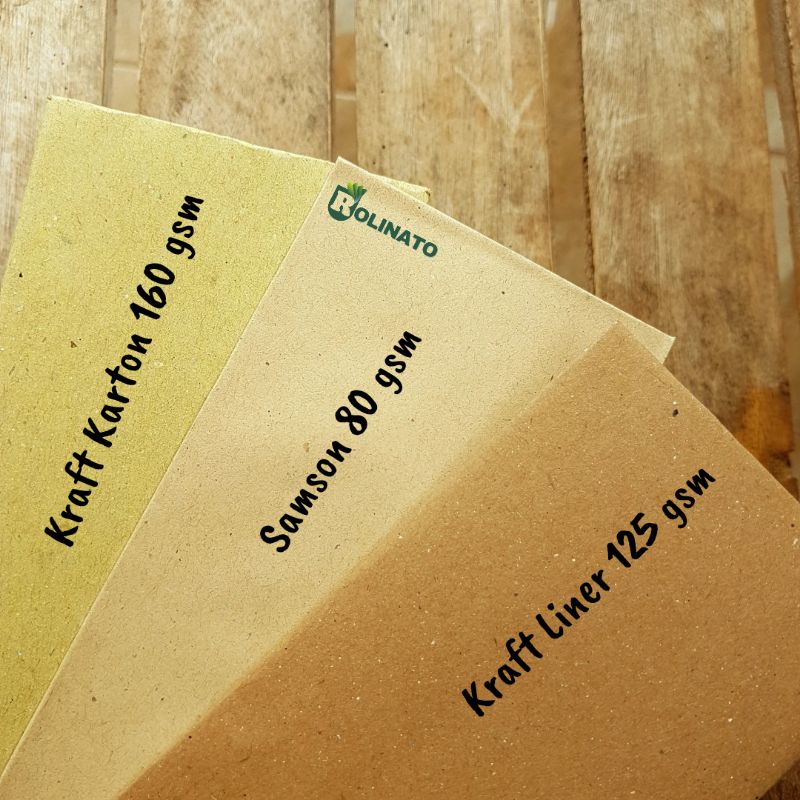 Kraft Karton 160 gsm
ROLINATO
Samson 80 gsm
Kraft Liner 125 gsm